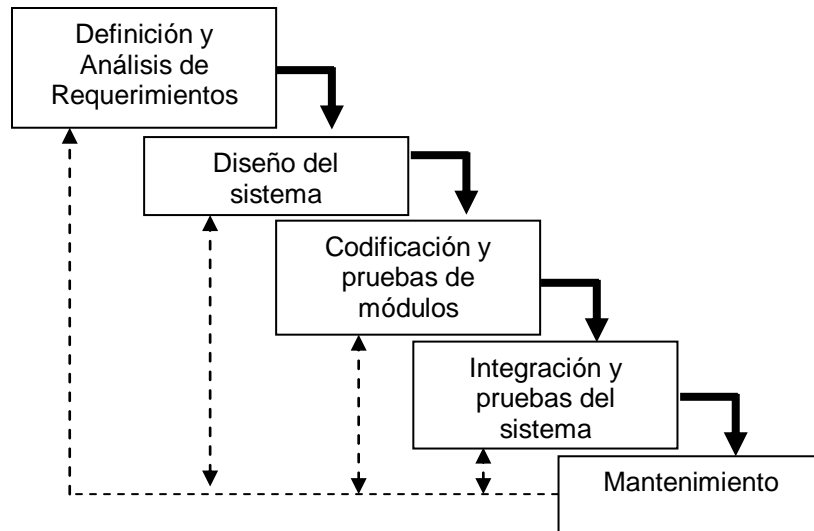 Definición y
Análisis de
Requerimientos
Diseño del
sistema
Codificación y
pruebas de
módulos
Integración y
pruebas del
sistema
Mantenimiento